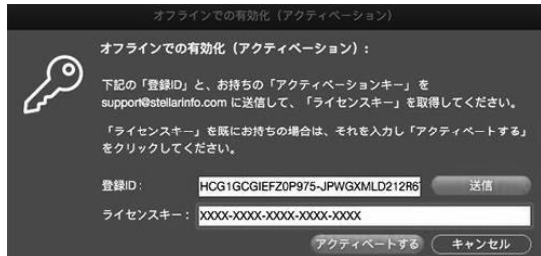 オフラインでの有効化（アクティベーション）
オフラインでの有効化（アクティベーション）：
下記の「登録ID」と、お持ちの「アクティベーションキー」を
support@stellarinfo.com に送信して、「ライセンスキー」を取得してください。
「ライセンスキー」を既にお持ちの場合は、それを入力し「アクティベートする」
をクリックしてください。
登録ID： HCG1GCGIEFZ0P975-JPWGXMLD212R6 送信
ライセンスキー： XXXX-XXXX-XXXX-XXXX-XXXX
アクティベートする キャンセル